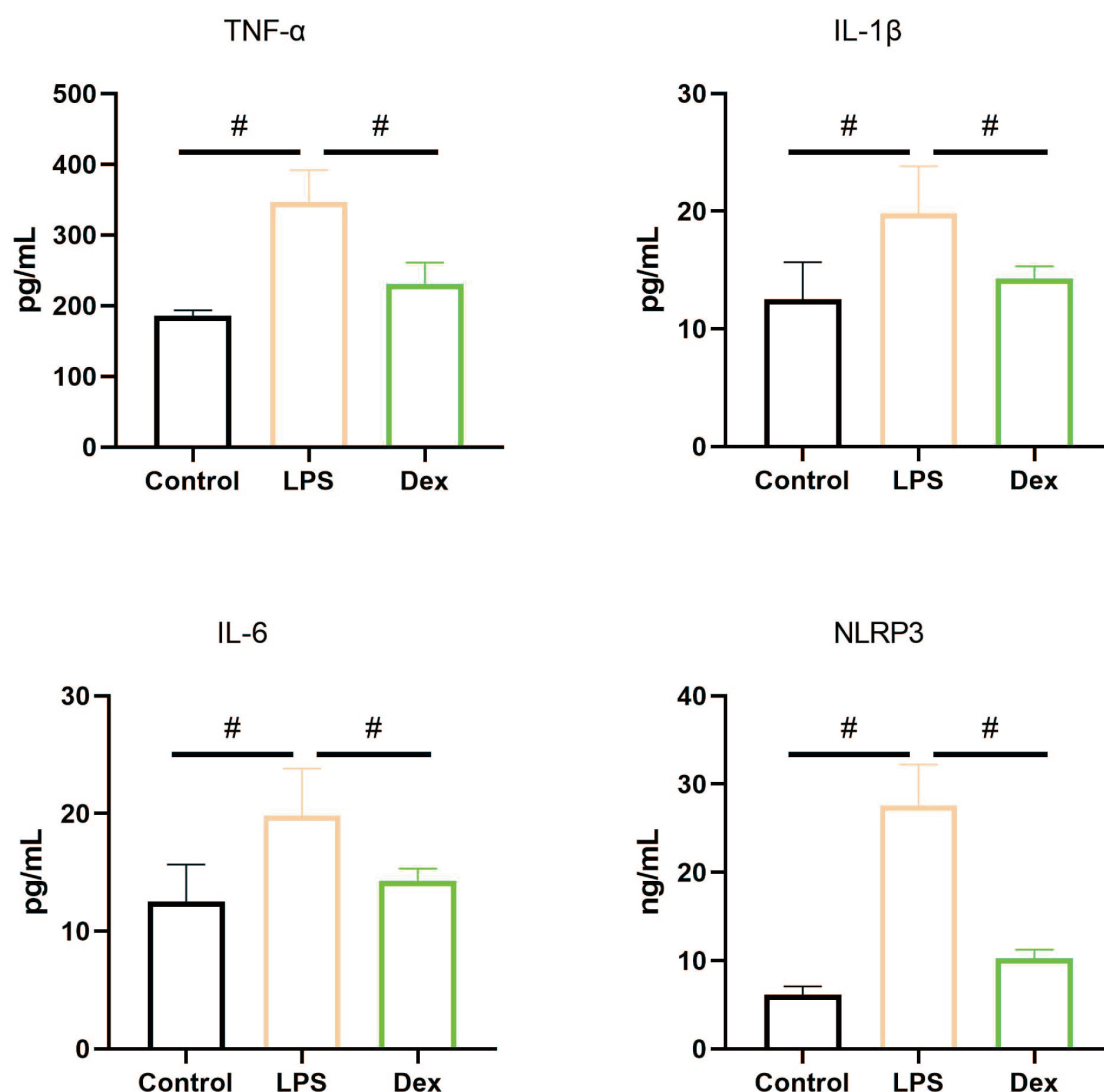 TNF-α
500
400
300
200
100
0
pg/mL
# #
Control LPS Dex
IL-1β
30
20
10
0
pg/mL
# #
Control LPS Dex
IL-6
30
20
10
0
pg/mL
# #
Control LPS Dex
NLRP3
40
30
20
10
0
ng/mL
# #
Control LPS Dex